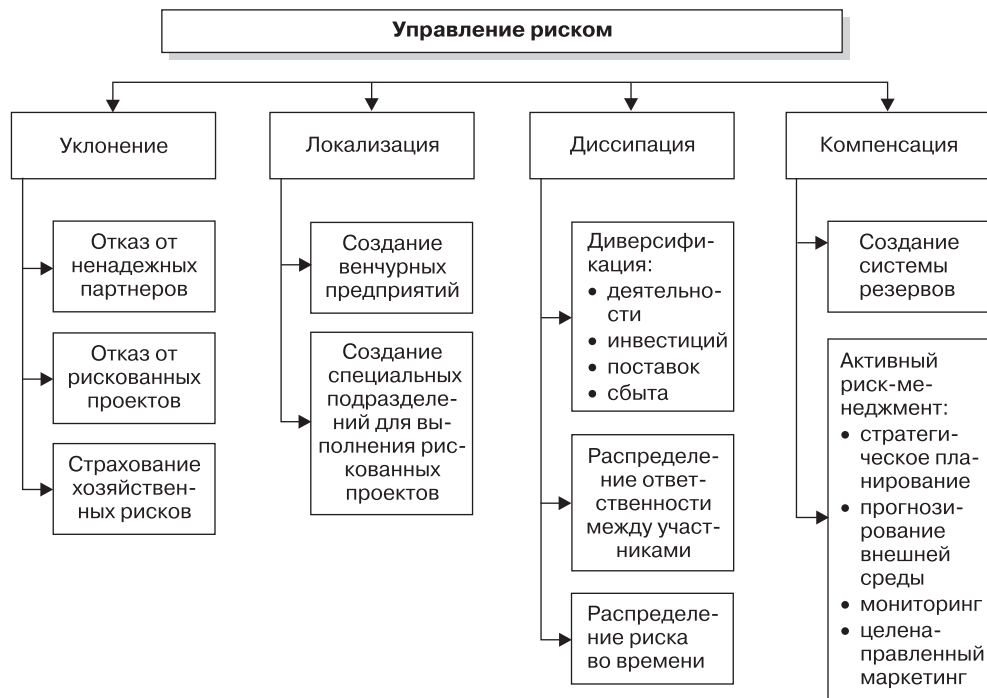 Управление риском
Уклонение
Отказ от
ненадежных
партнеров
Отказ от
рискованных
проектов
Страхование
хозяйствен-
ных рисков
Локализация
Создание
венчурных
предприятий
Создание
специальных
подразделе-
ний для вы-
полнения рис-
кованных
проектов
Диссипация
Диверсифи-
кация:
• деятельно-
сти
• инвестиций
• поставок
• сбыта
Распределе-
ние ответ-
ственности
между участ-
никами
Распределе-
ние риска
во времени
Компенсация
Создание
системы
резервов
Активный
риск-ме-
неджмент:
• стратеги-
ческое пла-
нирование
• прогнози-
рование
внешней
среды
• мониторинг
• целена-
правленный
маркетинг